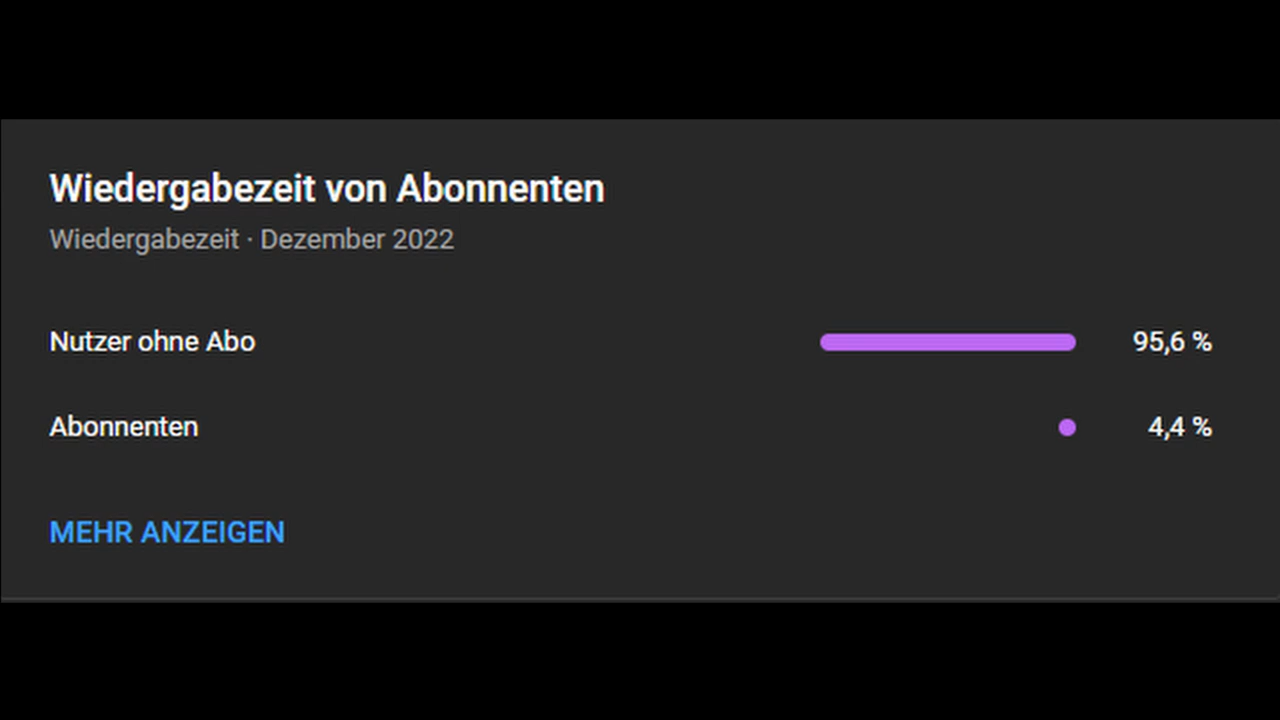 Wiedergabezeit von Abonnenten
Wiedergabezeit · Dezember 2022
Nutzer ohne Abo 95,6 %
Abonnenten 4,4 %
MEHR ANZEIGEN